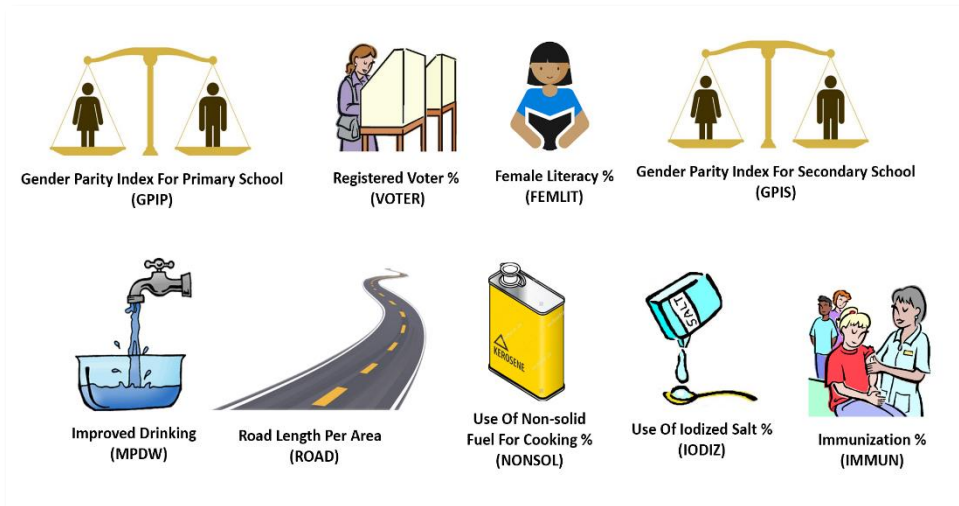 Gender Parity Index For Primary School
(GPIP)
Registered Voter %
(VOTER)
Female Literacy %
(FEMLIT)
Gender Parity Index For Secondary School
(GPIS)
Improved Drinking
(MPDW)
Road Length Per Area
(ROAD)
KEROSENE
Use Of Non-solid
Fuel For Cooking %
(NONSOL)
SALT
Use Of Iodized Salt %
(IODIZ)
Immunization %
(IMMUN)